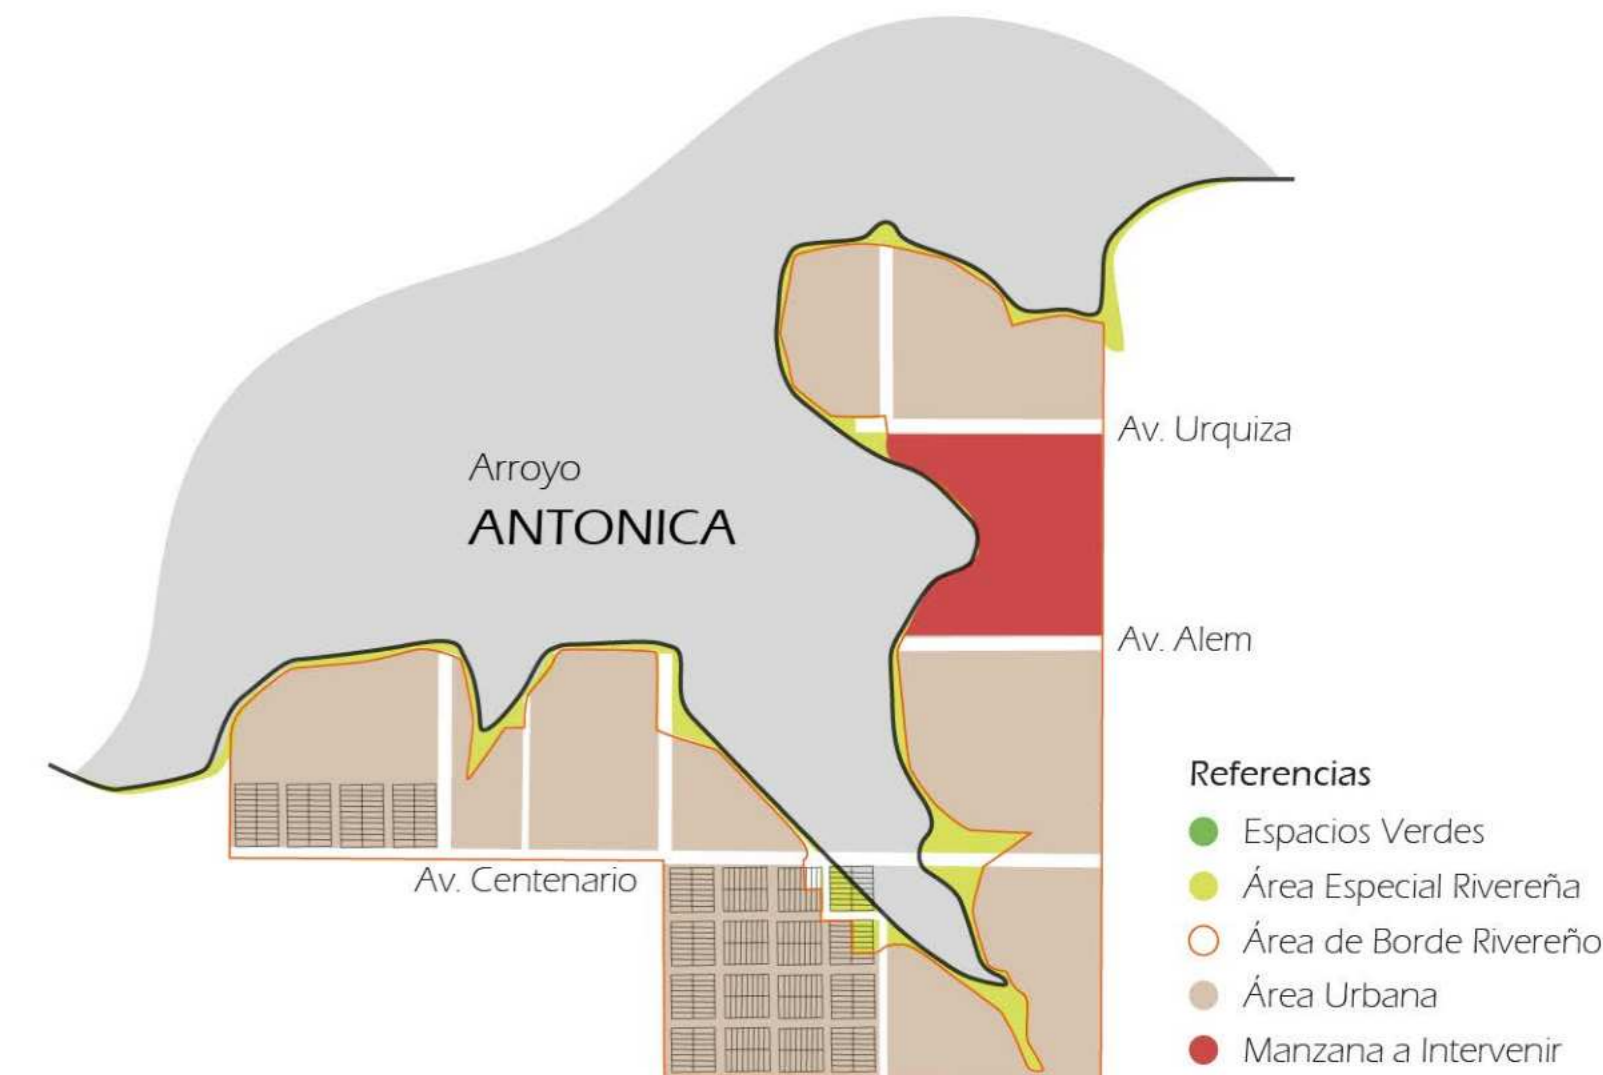 Av. Urquiza
Arroyo
ANTONICA
Av. Alem
Av. Centenario
Referencias
Espacios Verdes
Área Especial Rivereña
Área de Borde Rivereño
Área Urbana
Manzana a Intervenir